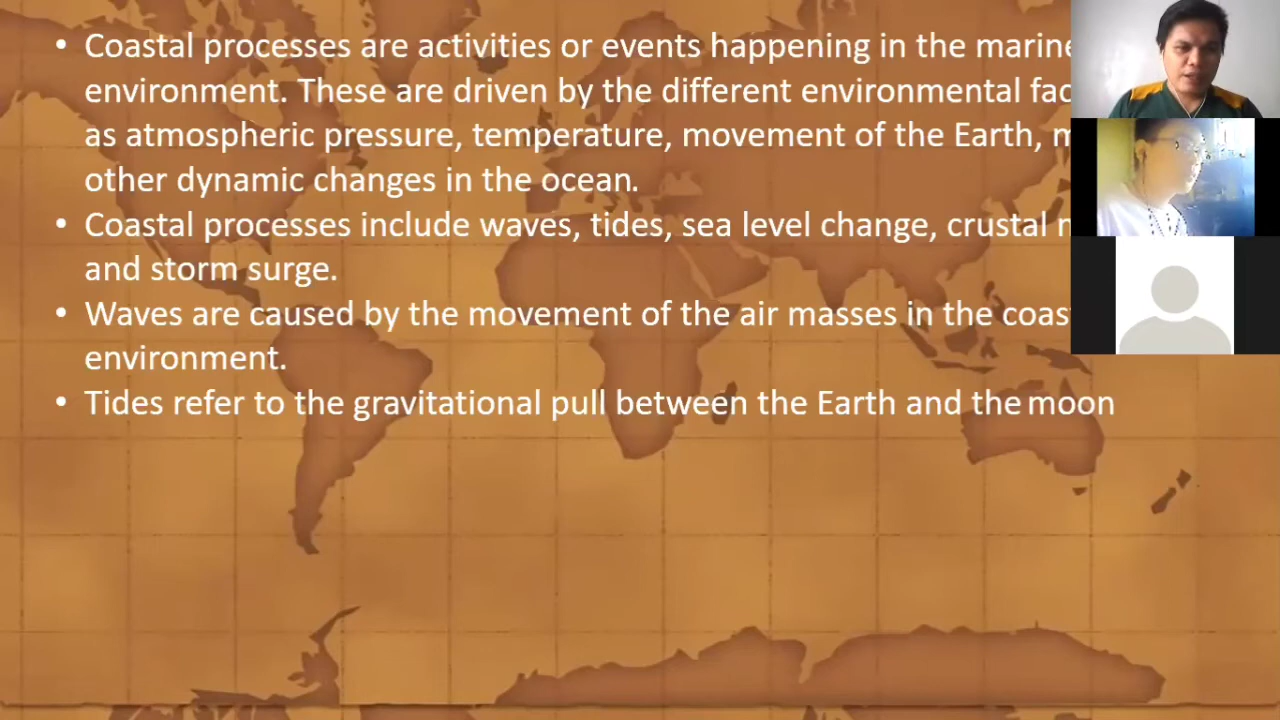 • Coastal processes are activities or events happening in the marine
environment. These are driven by the different environmental
as atmospheric pressure, temperature, movement of the Earth,
other dynamic changes in the ocean.
• Coastal processes include waves, tides, sea level change, crustal
and storm surge.
• Waves are caused by the movement of the air masses in the
environment.
• Tides refer to the gravitational pull between the Earth and the moon